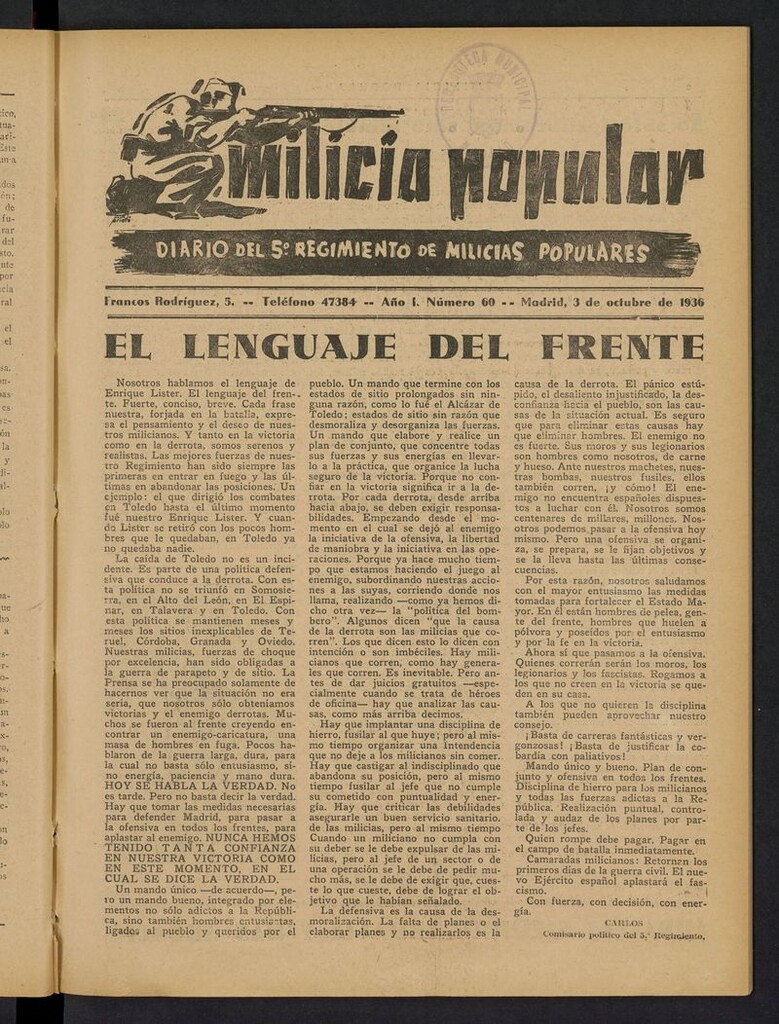 BIBLIOTECA MUNICIPAL
milicia popular
DIARIO DEL 5º REGIMIENTO DE MILICIAS POPULARES
Francos Rodríguez, 5. -- Teléfono 47384 -- Año I. Número 60 -- Madrid, 3 de octubre de 1936
EL LENGUAJE DEL FRENTE
Nosotros hablamos el lenguaje de
Enrique Lister. El lenguaje del fren-
te. Fuerte, conciso, breve. Cada frase
nuestra, forjada en la batalla, expre-
sa el pensamiento y el deseo de nues-
tros milicianos. Y tanto en la victoria
como en la derrota, somos serenos y
realistas. Las mejores fuerzas de nues-
tro Regimiento han sido siempre las
primeras en entrar en fuego y las úl-
timas en abandonar las posiciones. Un
ejemplo: el que dirigió los combates
en Toledo hasta el último momento
fué nuestro Enrique Lister. Y cuan-
do Lister se retiró con los pocos hom-
bres que le quedaban, en Toledo ya
no quedaba nadie.
La caída de Toledo no es un inci-
dente. Es parte de una política defen-
siva que conduce a la derrota. Con es-
ta política no se triunfó en Somosie-
rra, en el Alto del León, en El Espi-
nar, en Talavera y en Toledo. Con
esta política se mantienen meses y
meses los sitios inexplicables de Te-
ruel, Córdoba, Granada y Oviedo.
Nuestras milicias, fuerzas de choque
por excelencia, han sido obligadas a
la guerra de parapeto y de sitio. La
Prensa se ha preocupado solamente de
hacernos ver que la situación no era
seria, que nosotros sólo obteníamos
victorias y el enemigo derrotas. Mu-
chos se fueron al frente creyendo en-
contrar un enemigo-caricatura, una
masa de hombres en fuga. Pocos ha-
blaron de la guerra larga, dura, para
la cual no basta sólo entusiasmo, si-
no energía, paciencia y mano dura.
HOY SE HABLA LA VERDAD. No
es tarde. Pero no basta decir la verdad.
Hay que tomar las medidas necesarias
para defender Madrid, para pasar a
la ofensiva en todos los frentes, para
aplastar al enemigo. NUNCA HEMOS
TENIDO TANTA CONFIANZA
EN NUESTRA VICTORIA COMO
EN ESTE MOMENTO, EN EL
CUAL SE DICE LA VERDAD.
Un mando único —de acuerdo—, pe-
ro un mando bueno, integrado por ele-
mentos no sólo adictos a la Repúbli-
ca, sino también hombres entusiastas,
ligados al pueblo y queridos por el
pueblo. Un mando que termine con los
estados de sitio prolongados sin nin-
guna razón, como lo fué el Alcázar de
Toledo; estados de sitio sin razón que
desmoraliza y desorganiza las fuerzas.
Un mando que elabore y realice un
plan de conjunto, que concentre todas
sus fuerzas y sus energías en llevar-
lo a la práctica, que organice la lucha
seguro de la victoria. Porque no con-
fiar en la victoria significa ir a la de-
rrota. Por cada derrota, desde arriba
hacia abajo, se deben exigir responsa-
bilidades. Empezando desde el mo-
mento en el cual se dejó al enemigo
la iniciativa de la ofensiva, la libertad
de maniobra y la iniciativa en las ope-
raciones. Porque ya hace mucho tiem-
po que estamos haciendo el juego al
enemigo, subordinando nuestras accio-
nes a las suyas, corriendo donde nos
llama, realizando —como ya hemos di-
cho otra vez— la "política del bom-
bero". Algunos dicen "que la causa
de la derrota son las milicias que co-
rren". Los que dicen esto lo dicen con
intención o son imbéciles. Hay mili-
cianos que corren, como hay genera-
les que corren. Es inevitable. Pero an-
tes de dar juicios gratuitos —espe-
cialmente cuando se trata de héroes
de oficina— hay que analizar las cau-
sas, como más arriba decimos.
Hay que implantar una disciplina de
hierro, fusilar al que huye; pero al mis-
mo tiempo organizar una Intendencia
que no deje a los milicianos sin comer.
Hay que castigar al indisciplinado que
abandona su posición, pero al mismo
tiempo fusilar al jefe que no cumple
su cometido con puntualidad y ener-
gía. Hay que criticar las debilidades
asegurarle un buen servicio sanitario.
de las milicias, pero al mismo tiempo
Cuando un miliciano no cumpla con
su deber se le debe expulsar de las mi-
licias, pero al jefe de un sector o de
una operación se le debe de pedir mu-
cho más, se le debe de exigir que, cues-
te lo que cueste, debe de lograr el ob-
jetivo que le habían señalado.
La defensiva es la causa de la des-
moralización. La falta de planes o el
elaborar planes y no realizarlos es la
causa de la derrota. El pánico estú-
pido, el desaliento injustificado, la des-
confianza hacia el pueblo, son las cau-
sas de la situación actual. Es seguro
que para eliminar estas causas hay
que eliminar hombres. El enemigo no
es fuerte. Sus moros y sus legionarios
son hombres como nosotros, de carne
y hueso. Ante nuestros machetes, nues-
tras bombas, nuestros fusiles, ellos
también corren, ¡y cómo! El ene-
migo no encuentra españoles dispues-
tos a luchar con él. Nosotros somos
centenares de millares, millones. Nos-
otros podemos pasar a la ofensiva hoy
mismo. Pero una ofensiva se organi-
za, se prepara, se le fijan objetivos y
se la lleva hasta las últimas conse-
cuencias.
Por esta razón, nosotros saludamos
con el mayor entusiasmo las medidas
tomadas para fortalecer el Estado Ma-
yor. En él están hombres de pelea, gen-
te del frente, hombres que huelen a
pólvora y poseídos por el entusiasmo
y por la fe en la victoria.
Ahora sí que pasamos a la ofensiva.
Quienes correrán serán los moros, los
legionarios y los fascistas. Rogamos a
los que no creen en la victoria se que-
den en su casa.
A los que no quieren la disciplina
también pueden aprovechar nuestro
consejo.
¡Basta de carreras fantásticas y ver-
gonzosas! ¡Basta de justificar la co-
bardía con paliativos!
Mando único y bueno. Plan de con-
junto y ofensiva en todos los frentes.
Disciplina de hierro para los milicianos
y todas las fuerzas adictas a la Re-
pública. Realización puntual, contro-
lada y audaz de los planes por par-
te de los jefes.
Quien rompe debe pagar. Pagar en
el campo de batalla inmediatamente.
Camaradas milicianos: Retornan los
primeros días de la guerra civil. El nue-
vo Ejército español aplastará el fas-
cismo.
Con fuerza, con decisión, con ener-
gía.
CARLOS
Comisario político del 5.º Regimiento,